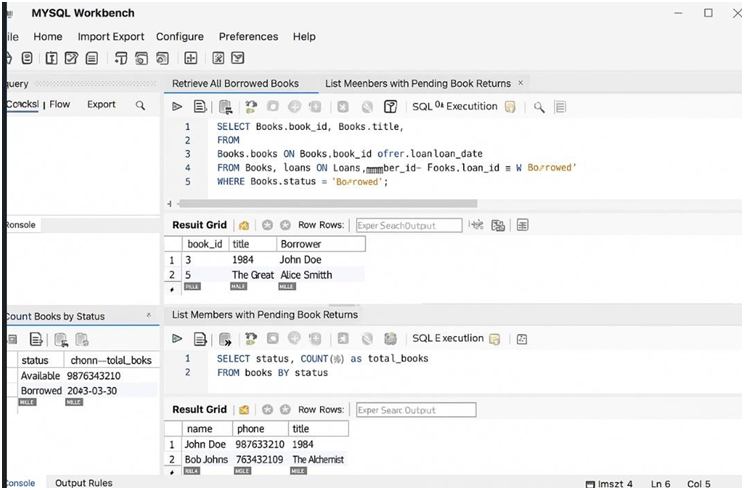 MYSQL Workbench
ile Home Import Export Configure Preferences Help
query
Retrieve All Borrowed Books List Meenbers with Pending Book Returns ×
Flow Export
SQL Executition
1 SELECT Books.book_id, Books.title,
2 FROM
3 Books.books ON Books.book_id ofrer.loanloan_date
4 FROM Books, loans ON Loans, ber_id- Fooks.loan_id ≡ W Borrowed'
5 WHERE Books.status = 'Borrowed';
Ronsole
Result Grid Row Rows: Exper SeachOutput
book_id title Borrower
1 3 1984 John Doe
2 5 The Great Alice Smitth
Count Books by Status
List Members with Pending Book Returns
SQL Executlion
1 SELECT status, COUNT( ) as total_books
2 FROM books BY status
status chonn—tolal_boks
Available 9876343210
Borrowed 2043-03-30
Result Grid Row Rows: Exper Searc.Output
name phone title
1 John Doe 987633210 1984
2 Bob Johns 763432109 The Alchemist
onsole Output Rules
Imszt 4 Ln 6 Col 5